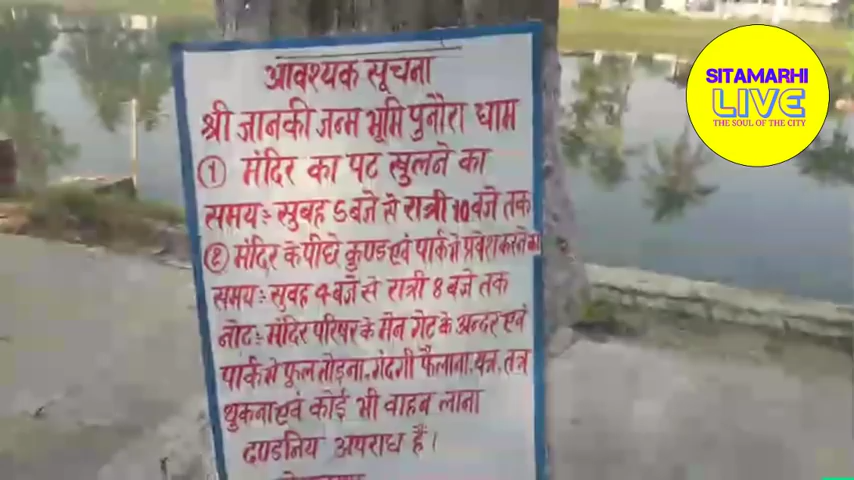 आवश्यक सूचना
श्री जानकी जन्म भूमि पुनौरा धाम
① मंदिर का पट खुलने का
समय:- सुबह 5 बजे से रात्री 10 बजे तक
② मंदिर के पीछे कुण्ड एवं पार्क मे प्रवेश करने का
समय:- सुबह 4 बजे से रात्री 8 बजे तक
नोट:- मंदिर परिषर के मेन गेट के अन्दर एवं
पार्क मे फूल तोड़ना, गंदगी फैलाना, यत्र, तत्र
थुकना एवं कोई भी वाहन लाना
दण्डनिय अपराध है।
SITAMARHI
LIVE
THE SOUL OF THE CITY